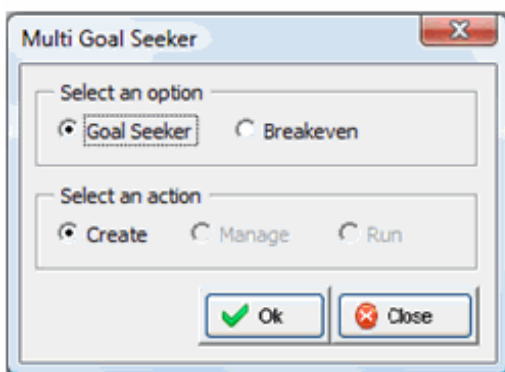 Multi Goal Seeker
Select an option
Goal Seeker Breakeven
Select an action
Create Manage Run
Ok Close